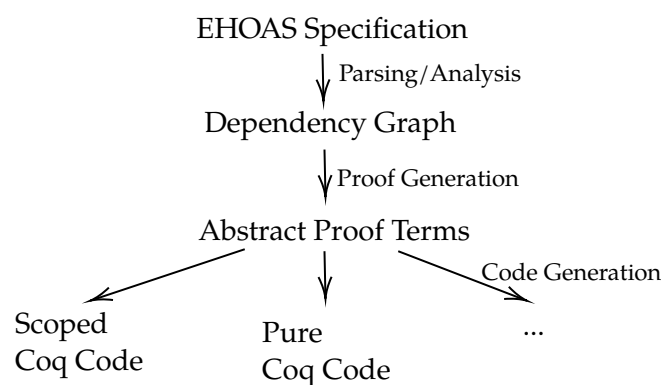 EHOAS Specification
Parsing/Analysis
Dependency Graph
Proof Generation
Abstract Proof Terms
Code Generation
Scoped
Coq Code
Pure
Coq Code
...